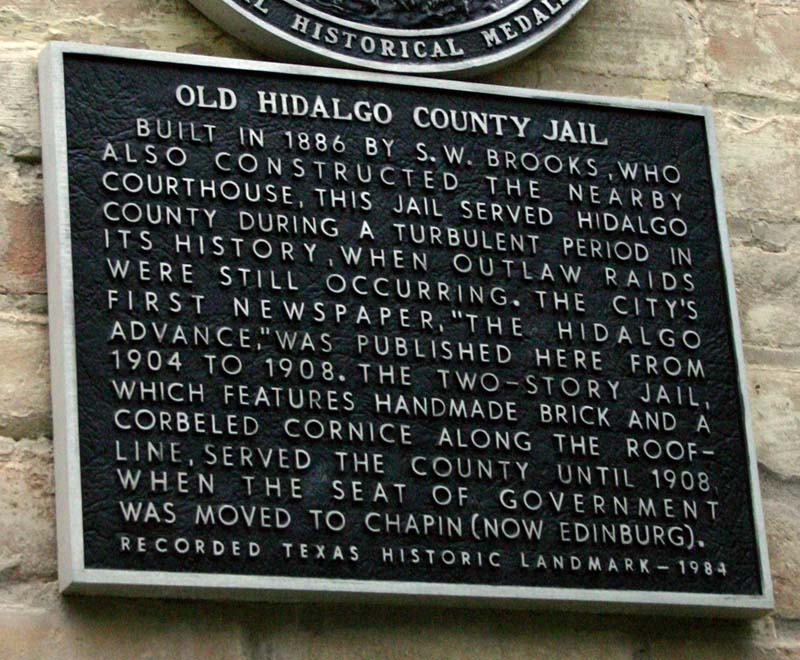 HISTORICAL MEDAL
OLD HIDALGO COUNTY JAIL
BUILT IN 1886 BY S.W. BROOKS, WHO
ALSO CONSTRUCTED THE NEARBY
COURTHOUSE, THIS JAIL SERVED HIDALGO
COUNTY DURING A TURBULENT PERIOD IN
ITS HISTORY, WHEN OUTLAW RAIDS
WERE STILL OCCURRING. THE CITY'S
FIRST NEWSPAPER, "THE HIDALGO
ADVANCE," WAS PUBLISHED HERE FROM
1904 TO 1908. THE TWO-STORY JAIL,
WHICH FEATURES HANDMADE BRICK AND A
CORBELED CORNICE ALONG THE ROOF-
LINE, SERVED THE COUNTY UNTIL 1908,
WHEN THE SEAT OF GOVERNMENT
WAS MOVED TO CHAPIN (NOW EDINBURG).
RECORDED TEXAS HISTORIC LANDMARK - 1984